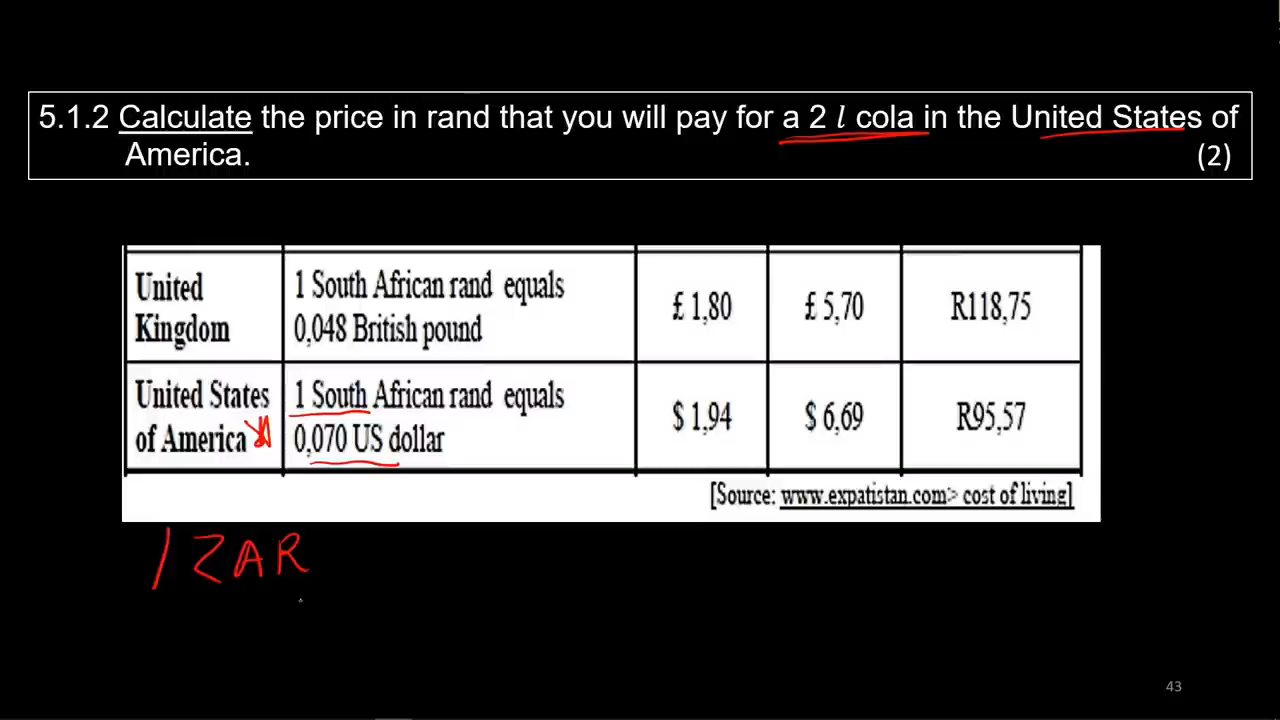 5.1.2 Calculate the price in rand that you will pay for a 2 l cola in the United States of
America. (2)
United Kingdom 1 South African rand equals 0,048 British pound £ 1,80 £ 5,70 R118,75
United States of America 1 South African rand equals 0,070 US dollar $ 1,94 $ 6,69 R95,57
[Source: www.expatistan.com> cost of living]
1 ZAR
43